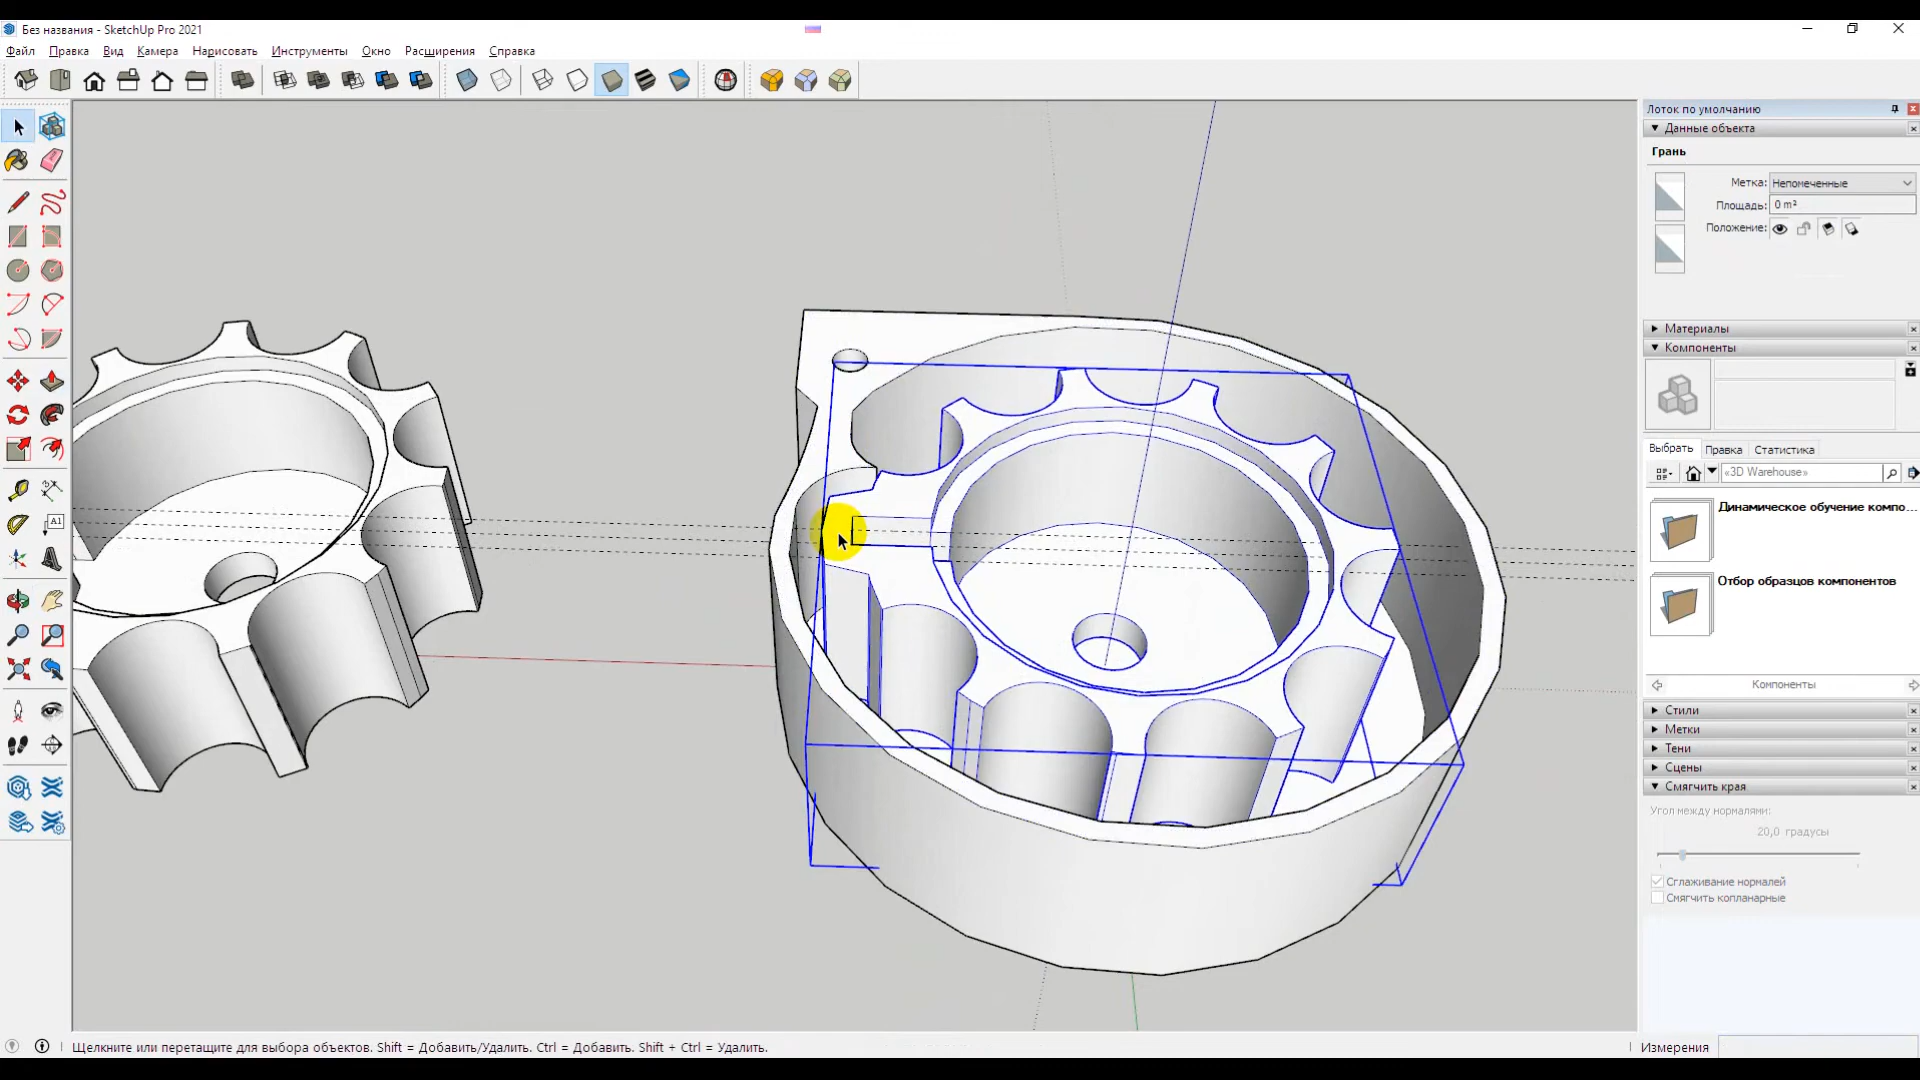 Без названия - SketchUp Pro 2021
Файл Правка Вид Камера Нарисовать Инструменты Окно Расширения Справка
Лоток по умолчанию
Данные объекта
Грань
Метка: Непомеченные
Площадь: 0 m²
Положение:
Материалы
Компоненты
Выбрать Правка Статистика
«3D Warehouse»
Динамическое обучение компо...
Отбор образцов компонентов
Компоненты
Стили
Метки
Тени
Сцены
Смягчить края
Угол между нормалями:
20,0 градусы
Сглаживание нормалей
Смягчить копланарные
A1
Щелкните или перетащите для выбора объектов. Shift = Добавить/Удалить. Ctrl = Добавить. Shift + Ctrl = Удалить.
Измерения